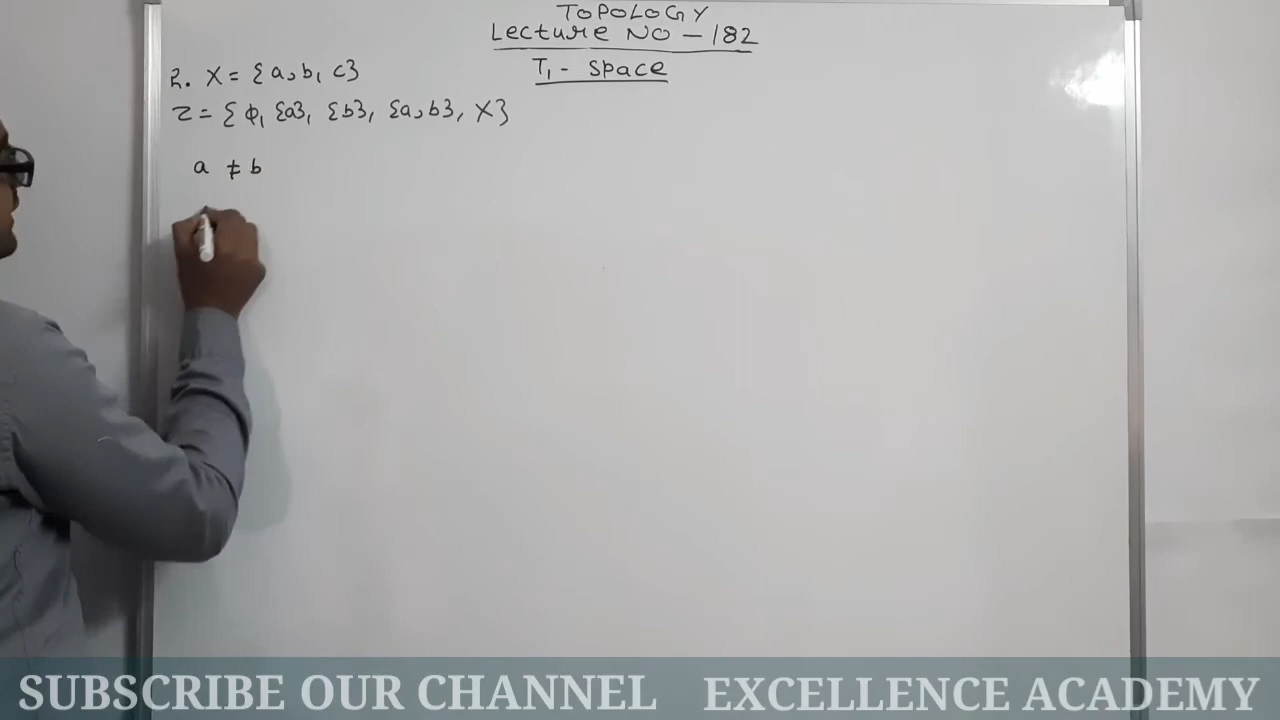 TOPOLOGY
Lecture NO - 182
T₁ - space
2. X = {a, b, c}
τ = {φ, {a}, {b}, {a, b}, X}
a ≠ b
SUBSCRIBE OUR CHANNEL EXCELLENCE ACADEMY